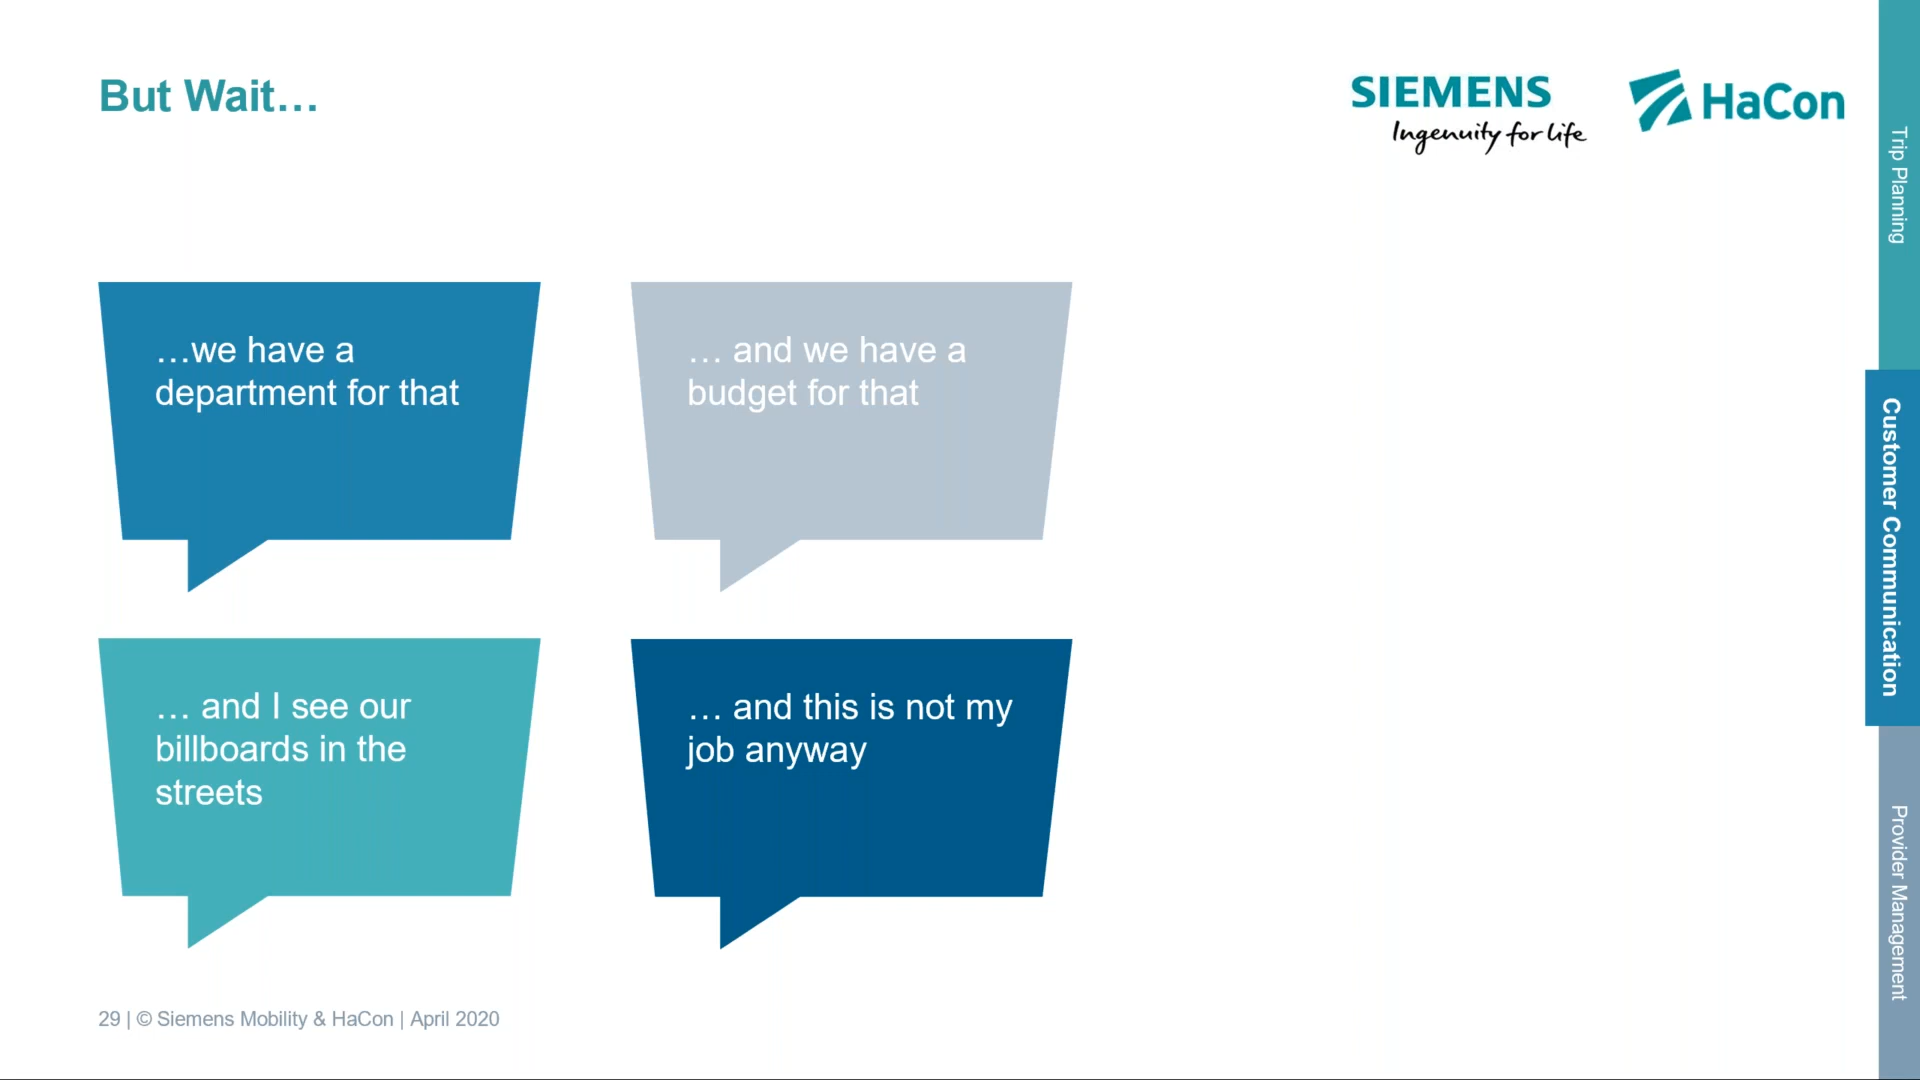 But Wait…
SIEMENS
Ingenuity for life
HaCon
…we have a
department for that
… and we have a
budget for that
… and I see our
billboards in the
streets
… and this is not my
job anyway
Trip Planning
Customer Communication
Provider Management
29 | © Siemens Mobility & HaCon | April 2020